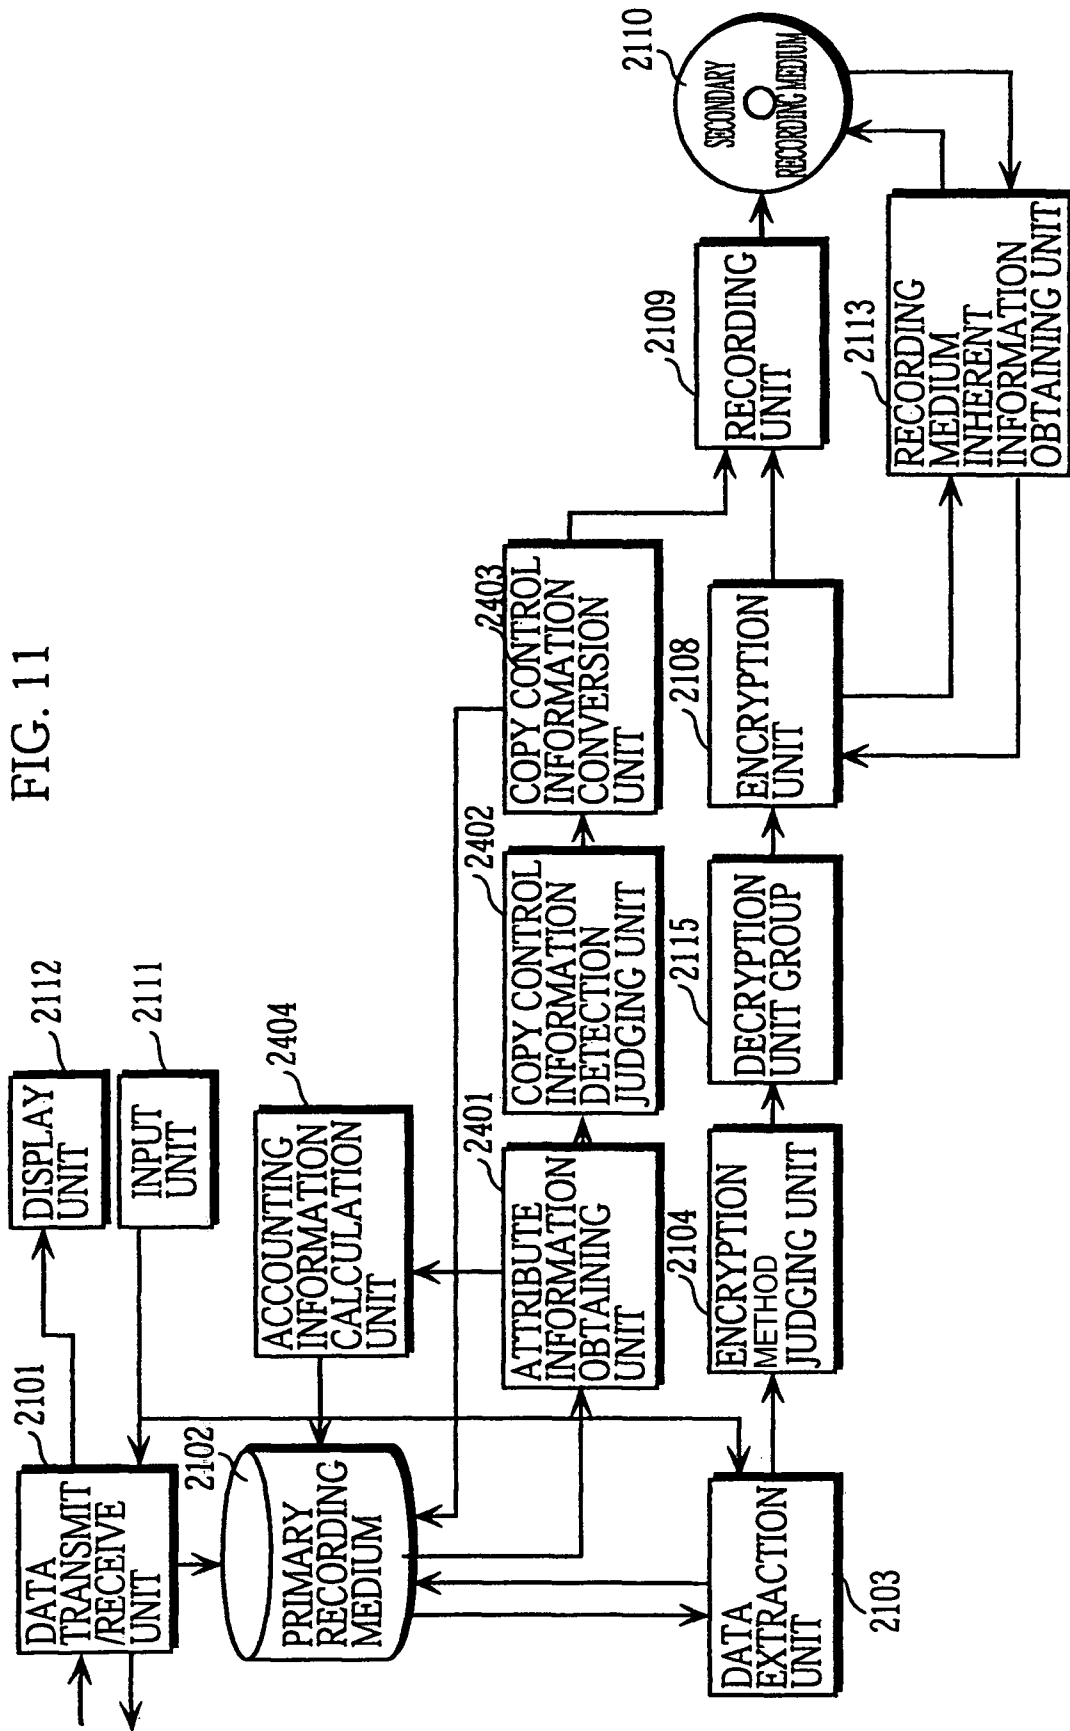 FIG. 11
2101
DATA
TRANSMIT
/RECEIVE
UNIT
2112
DISPLAY
UNIT
2111
INPUT
UNIT
2102
PRIMARY
RECORDING
MEDIUM
2404
ACCOUNTING
INFORMATION
CALCULATION
UNIT
2401
ATTRIBUTE
INFORMATION
OBTAINING
UNIT
2402
COPY CONTROL
INFORMATION
DETECTION
JUDGING UNIT
2403
COPY CONTROL
INFORMATION
CONVERSION
UNIT
2103
DATA
EXTRACTION
UNIT
2104
ENCRYPTION
METHOD
JUDGING UNIT
2115
DECRYPTION
UNIT GROUP
2108
ENCRYPTION
UNIT
2109
RECORDING
UNIT
2110
SECONDARY
RECORDING MEDIUM
2113
RECORDING
MEDIUM
INHERENT
INFORMATION
OBTAINING UNIT